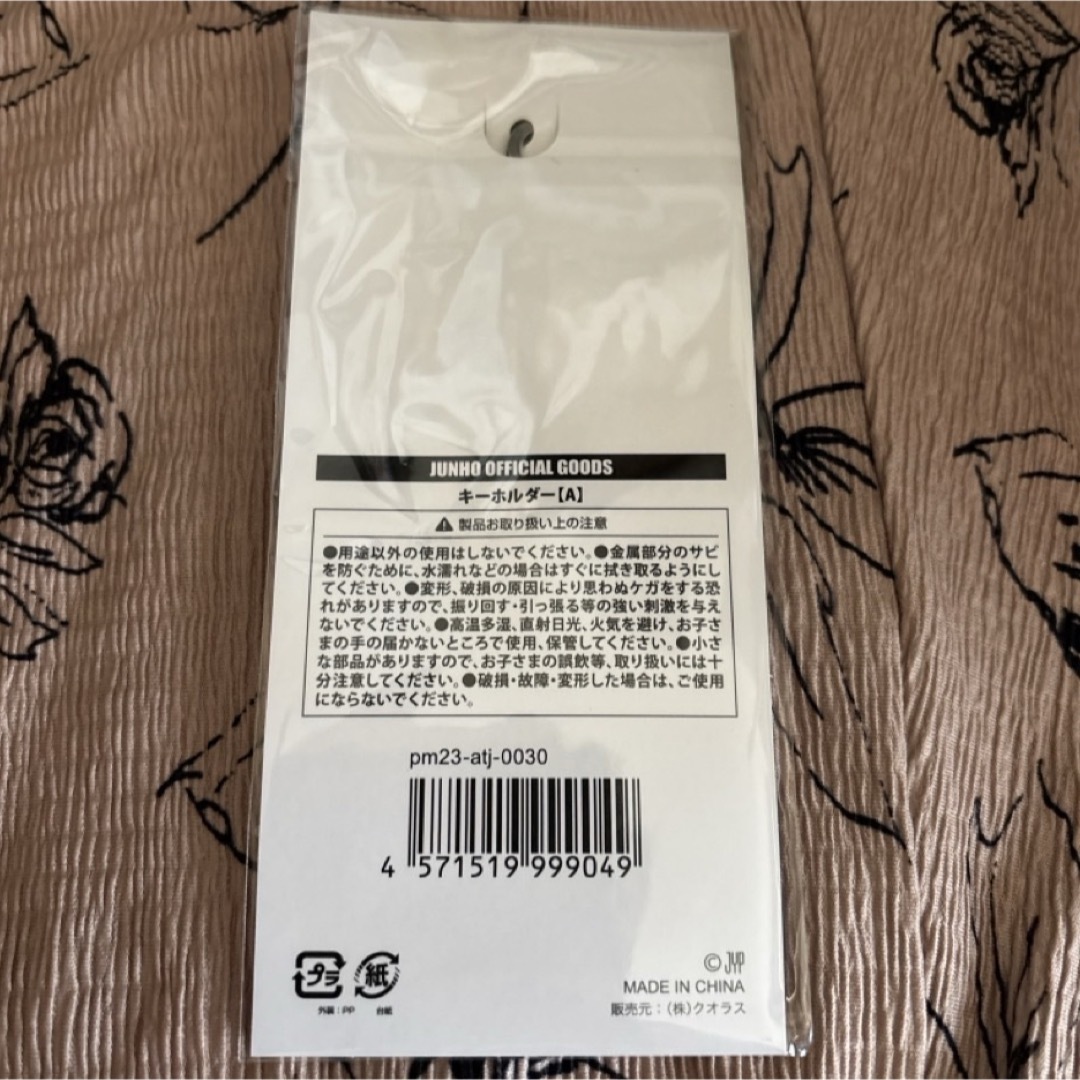 JUNHO OFFICIAL GOODS
キーホルダー【A】
製品お取り扱い上の注意
●用途以外の使用はしないでください。●金属部分のサビ
を防ぐために、水濡れなどの場合はすぐに拭き取るようにし
てください。●変形、破損の原因により思わぬケガをする恐
れがありますので、振り回す・引っ張る等の強い刺激を与え
ないでください。●高温多湿、直射日光、火気を避け、お子さ
まの手の届かないところで使用、保管してください。●小さ
な部品がありますので、お子さまの誤飲等、取り扱いには十
分注意してください。●破損・故障・変形した場合は、ご使用
にならないでください。
pm23-atj-0030
4 571519 999049
プラ 紙
外装：PP 台紙
©JYP
MADE IN CHINA
販売元：(株)クオラス